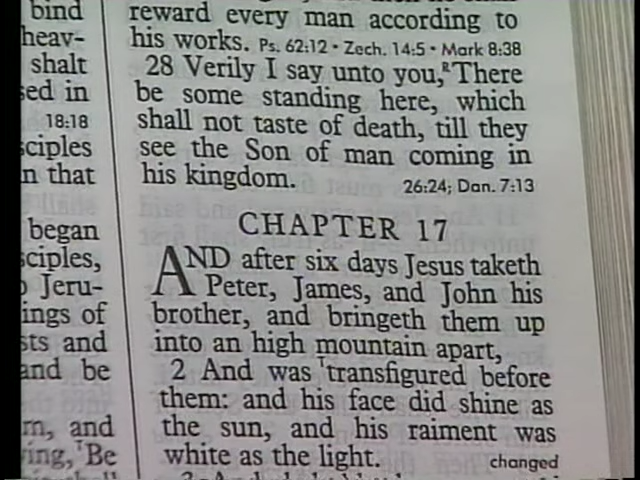 bind
heav-
shalt
sed in
18:18
sciples
n that
began
sciples,
Jeru-
ings of
sts and
and be
m, and
ing, Be
reward every man according to
his works. Ps. 62:12 • Zech. 14:5 • Mark 8:38
28 Verily I say unto you, R There
be some standing here, which
shall not taste of death, till they
see the Son of man coming in
his kingdom. 26:24; Dan. 7:13
CHAPTER 17
AND after six days Jesus taketh
Peter, James, and John his
brother, and bringeth them up
into an high mountain apart,
2 And was T transfigured before
them: and his face did shine as
the sun, and his raiment was
white as the light. changed